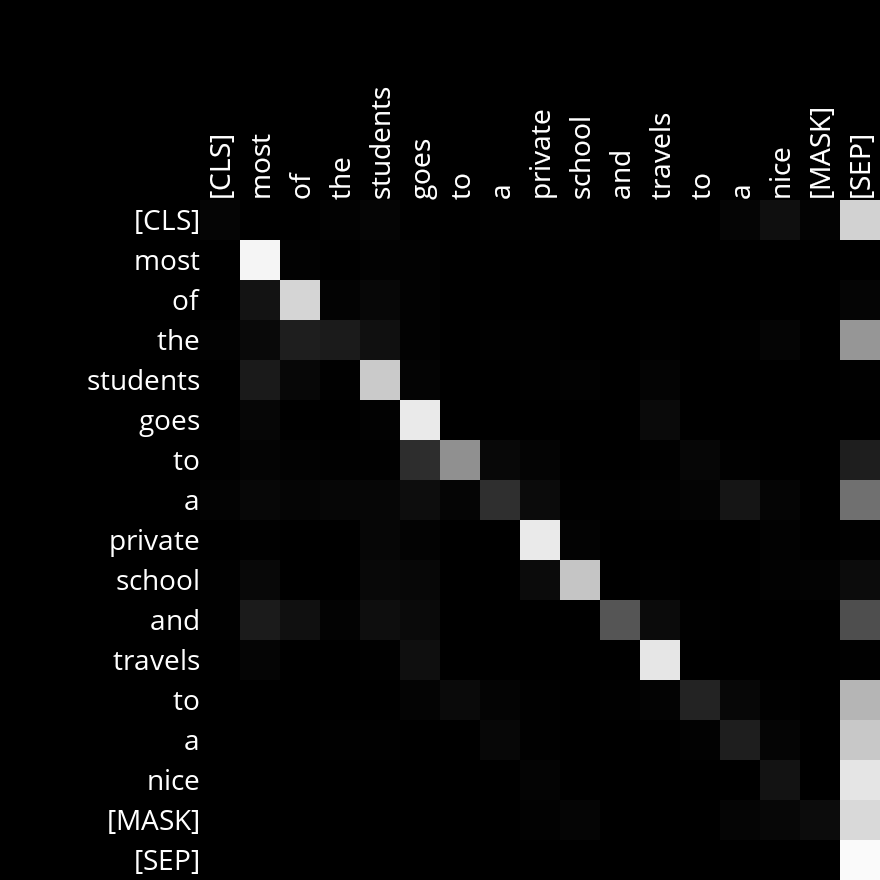 [CLS] most of the students goes to a private school and travels to a nice [MASK] [SEP]
[CLS]
most
of
the
students
goes
to
a
private
school
and
travels
to
a
nice
[MASK]
[SEP]